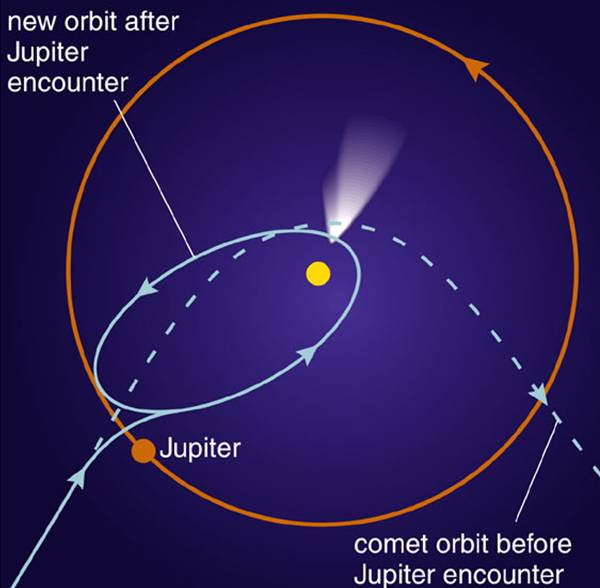 new orbit after
Jupiter
encounter
Jupiter
comet orbit before
Jupiter encounter